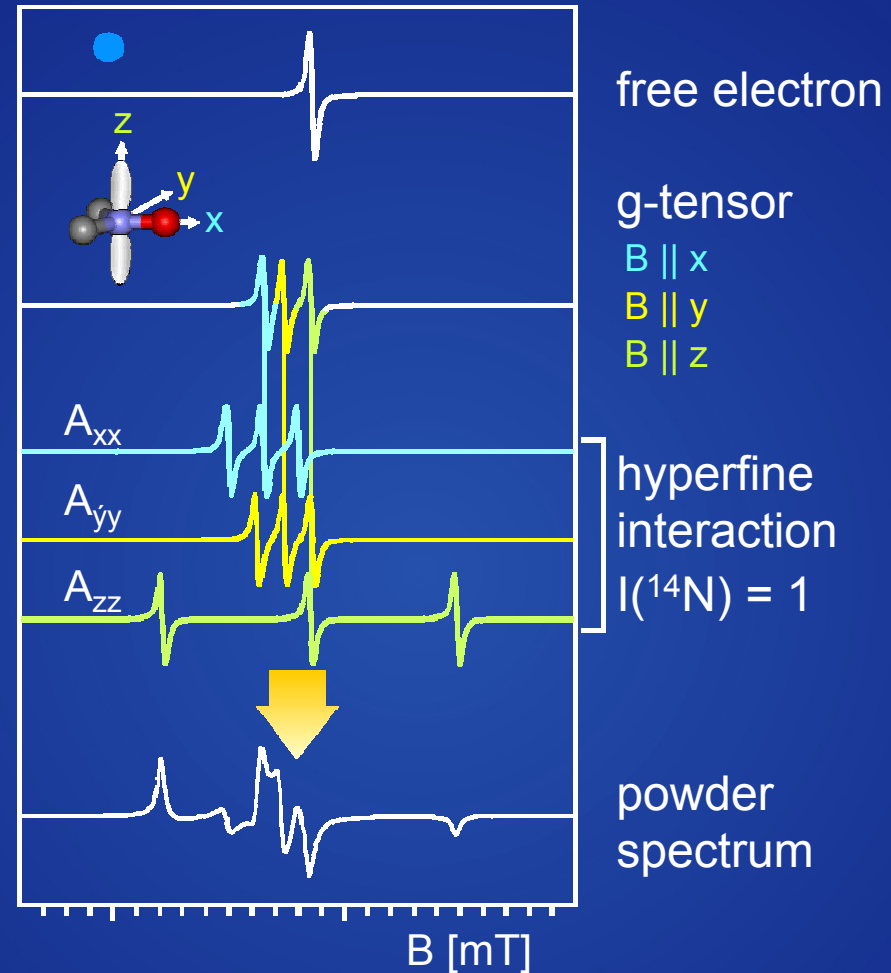 free electron
z
y
x
g-tensor
B || x
B || y
B || z
Axx
Aýy
Azz
hyperfine
interaction
I(¹⁴N) = 1
powder
spectrum
B [mT]